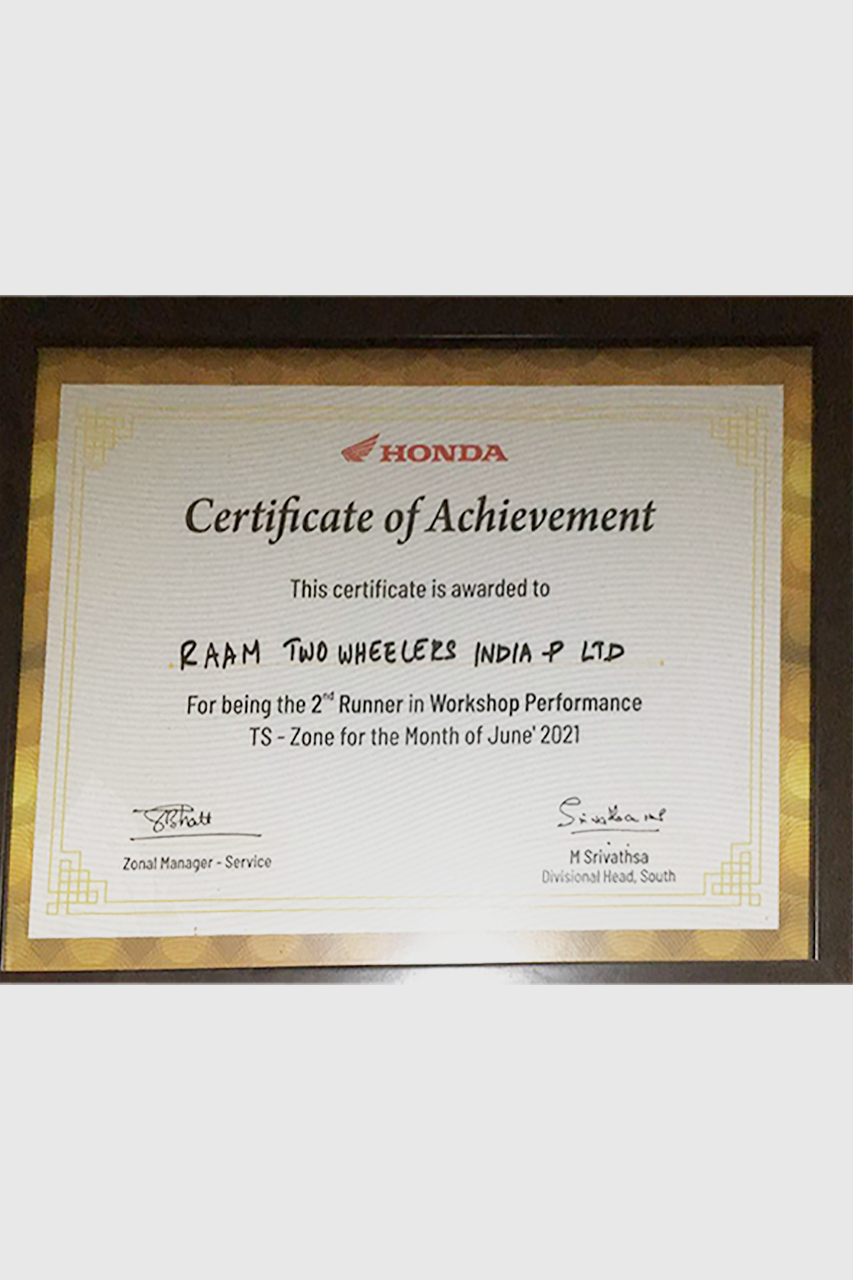 HONDA
Certificate of Achievement
This certificate is awarded to
RAAM TWO WHEELERS INDIA P LTD
For being the 2nd Runner in Workshop Performance
TS - Zone for the Month of June' 2021
SBhatt
Zonal Manager - Service
M Srivathsa
Divisional Head, South